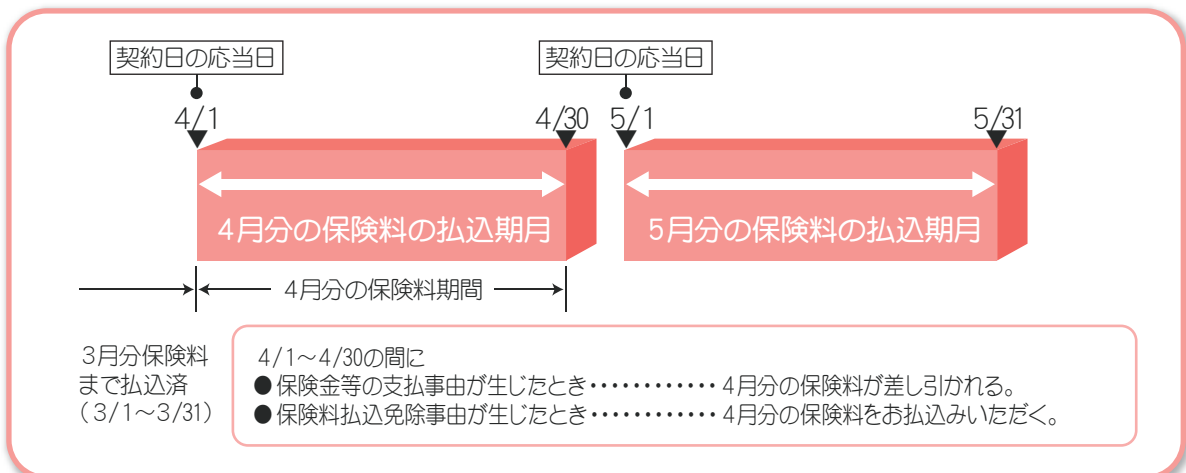 契約日の応当日 契約日の応当日
4/1 4/30 5/1 5/31
4月分の保険料の払込期月 5月分の保険料の払込期月
4月分の保険料期間
3月分保険料
まで払込済
（3/1～3/31）
4/1～4/30の間に
●保険金等の支払事由が生じたとき‥‥‥‥‥‥4月分の保険料が差し引かれる。
●保険料払込免除事由が生じたとき‥‥‥‥‥‥4月分の保険料をお払込みいただく。